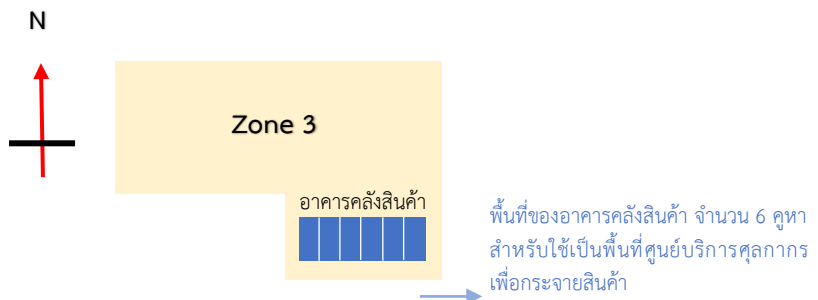 N
Zone 3
อาคารคลังสินค้า
พื้นที่ของอาคารคลังสินค้า จำนวน 6 คูหา
สำหรับใช้เป็นพื้นที่ศูนย์บริการศุลกากร
เพื่อกระจายสินค้า